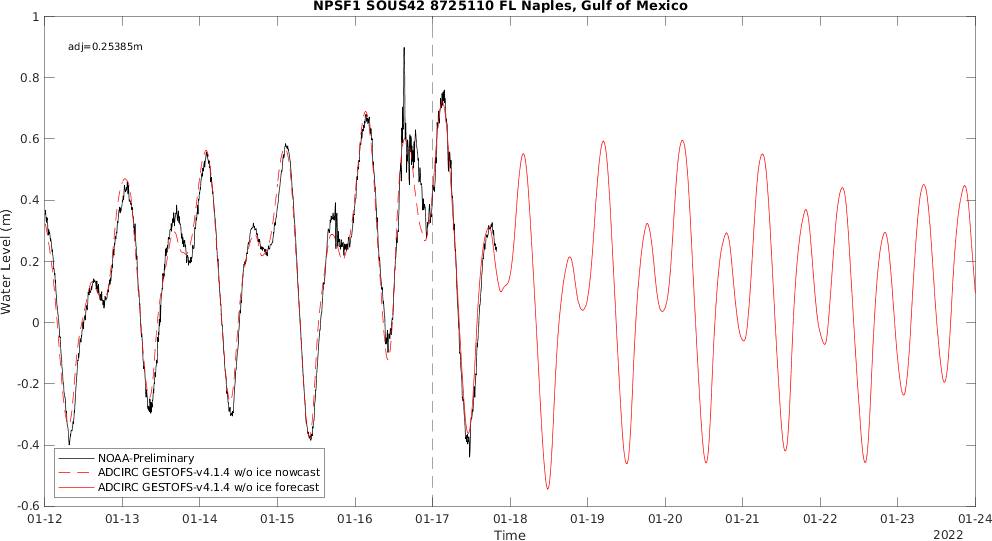 NPSF1 SOUS42 8725110 FL Naples, Gulf of Mexico
adj=0.25385m
1
0.8
0.6
0.4
0.2
0
-0.2
-0.4
-0.6
Water Level (m)
NOAA-Preliminary
ADCIRC GESTOFS-v4.1.4 w/o ice nowcast
ADCIRC GESTOFS-v4.1.4 w/o ice forecast
01-12 01-13 01-14 01-15 01-16 01-17 01-18 01-19 01-20 01-21 01-22 01-23 01-24
Time
2022